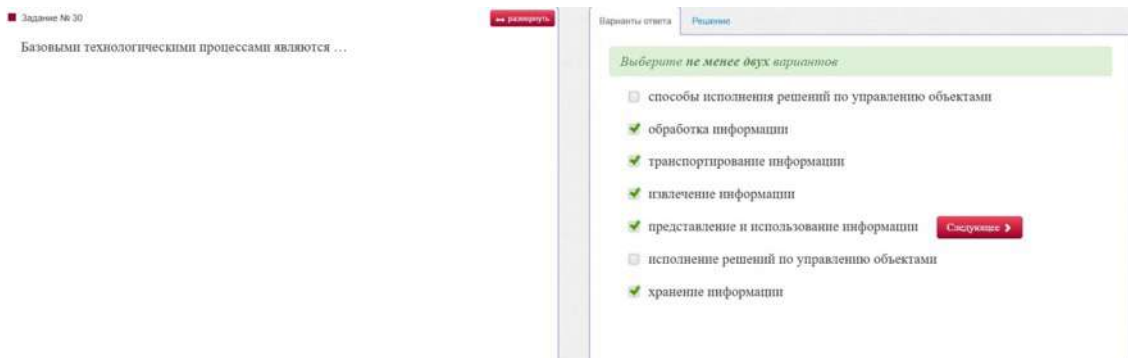 Задание № 30
развернуть
Базовыми технологическими процессами являются …
Варианты ответа
Решение
Выберите не менее двух вариантов
способы исполнения решений по управлению объектами
обработка информации
транспортирование информации
извлечение информации
представление и использование информации
Следующее
исполнение решений по управлению объектами
хранение информации